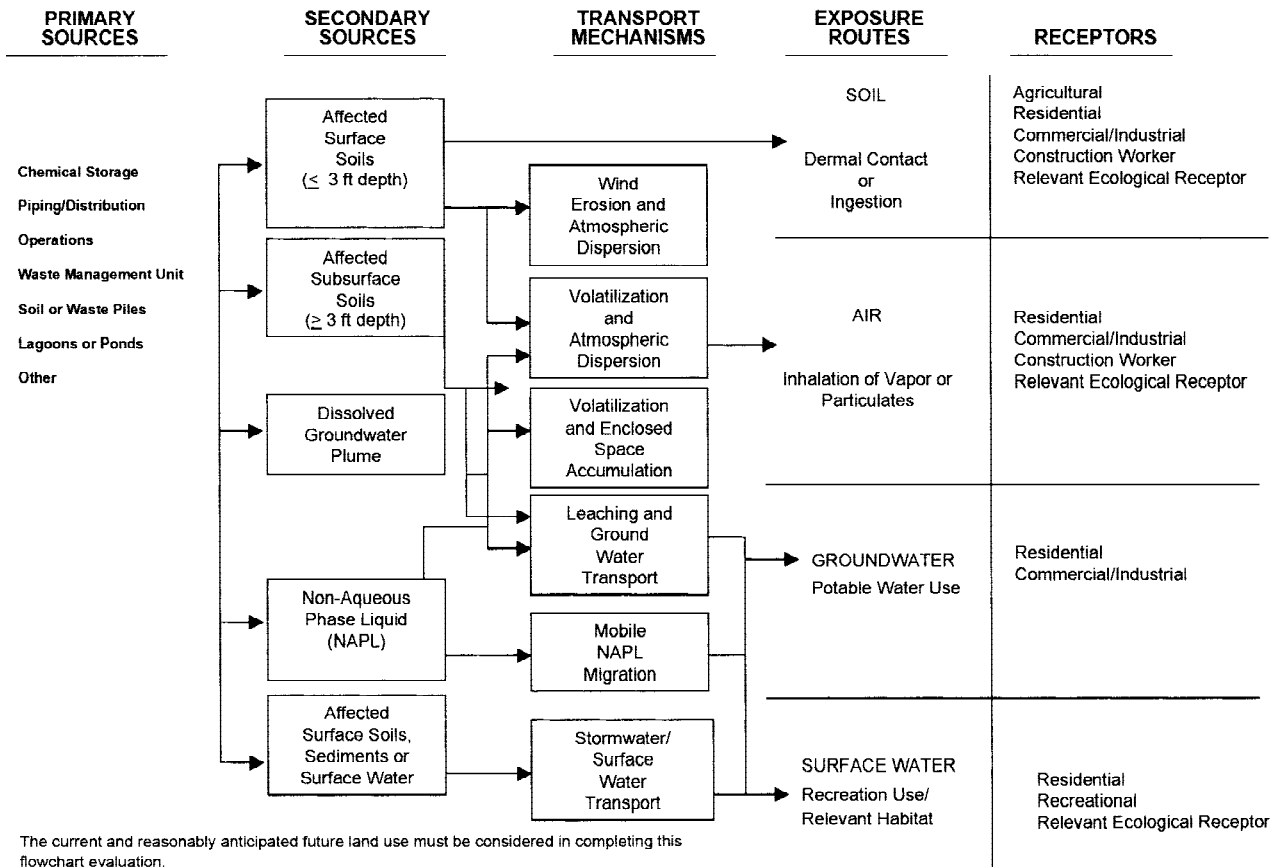 PRIMARY
SOURCES
SECONDARY
SOURCES
TRANSPORT
MECHANISMS
EXPOSURE
ROUTES
RECEPTORS
Chemical Storage
Piping/Distribution
Operations
Waste Management Unit
Soil or Waste Piles
Lagoons or Ponds
Other
Affected
Surface
Soils
(≤ 3 ft depth)
Affected
Subsurface
Soils
(≥ 3 ft depth)
Dissolved
Groundwater
Plume
Non-Aqueous
Phase Liquid
(NAPL)
Affected
Surface Soils,
Sediments or
Surface Water
Wind
Erosion and
Atmospheric
Dispersion
Volatilization
and
Atmospheric
Dispersion
Volatilization
and Enclosed
Space
Accumulation
Leaching and
Ground
Water
Transport
Mobile
NAPL
Migration
Stormwater/
Surface
Water
Transport
SOIL
Dermal Contact
or
Ingestion
AIR
Inhalation of Vapor or
Particulates
GROUNDWATER
Potable Water Use
SURFACE WATER
Recreation Use/
Relevant Habitat
Agricultural
Residential
Commercial/Industrial
Construction Worker
Relevant Ecological Receptor
Residential
Commercial/Industrial
Construction Worker
Relevant Ecological Receptor
Residential
Commercial/Industrial
Residential
Recreational
Relevant Ecological Receptor
The current and reasonably anticipated future land use must be considered in completing this
flowchart evaluation.